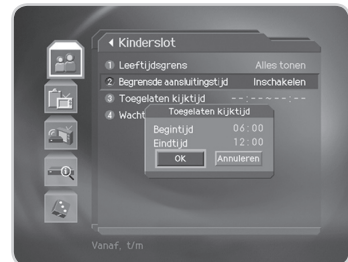 Kinderslot
1 Leeftijdsgrens Alles tonen
2 Begrensde aansluitingstijd Inschakelen
3 Toegelaten kijktijd --:--~--:--
4 Wacht
Toegelaten kijktijd
Begintijd 06:00
Eindtijd 12:00
OK Annuleren
Vanaf, t/m